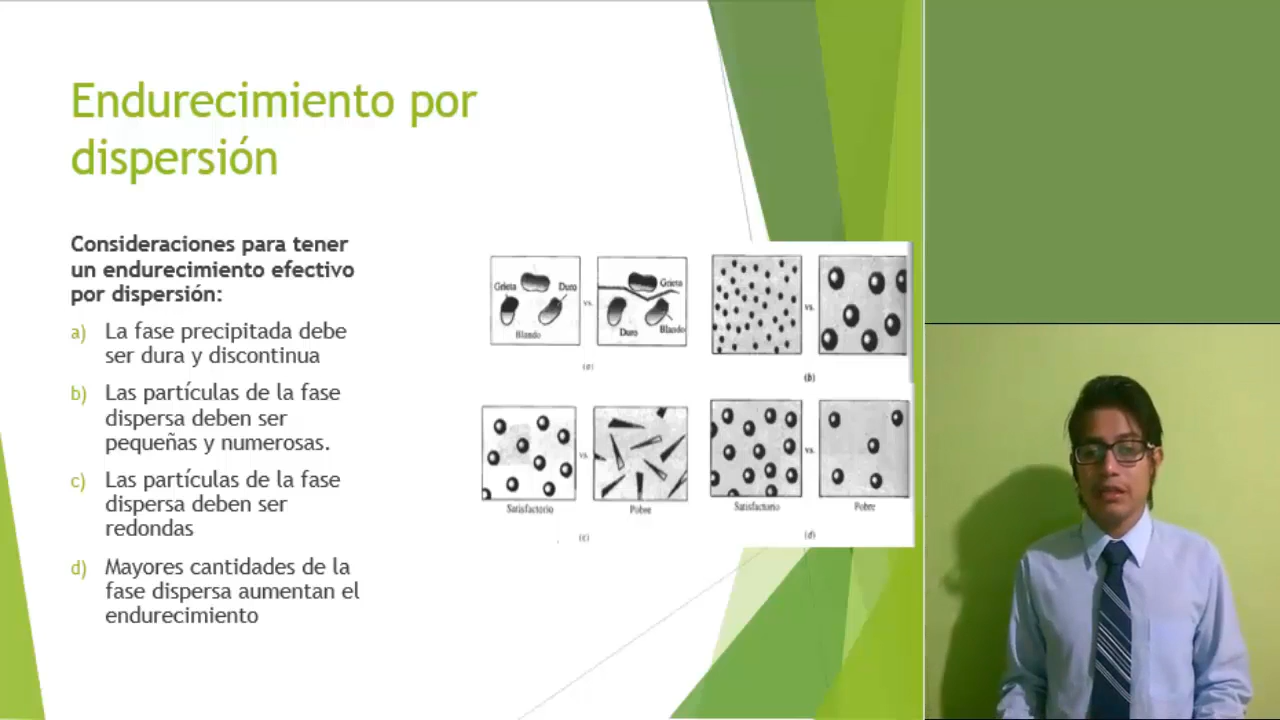 Endurecimiento por
dispersión
Consideraciones para tener
un endurecimiento efectivo
por dispersión:
a) La fase precipitada debe
ser dura y discontinua
b) Las partículas de la fase
dispersa deben ser
pequeñas y numerosas.
c) Las partículas de la fase
dispersa deben ser
redondas
d) Mayores cantidades de la
fase dispersa aumentan el
endurecimiento
Grieta Duro
Blando
vs.
Grieta
Duro Blando
(a)
vs.
(b)
vs.
Satisfactorio Pobre
(c)
vs.
Satisfactorio Pobre
(d)